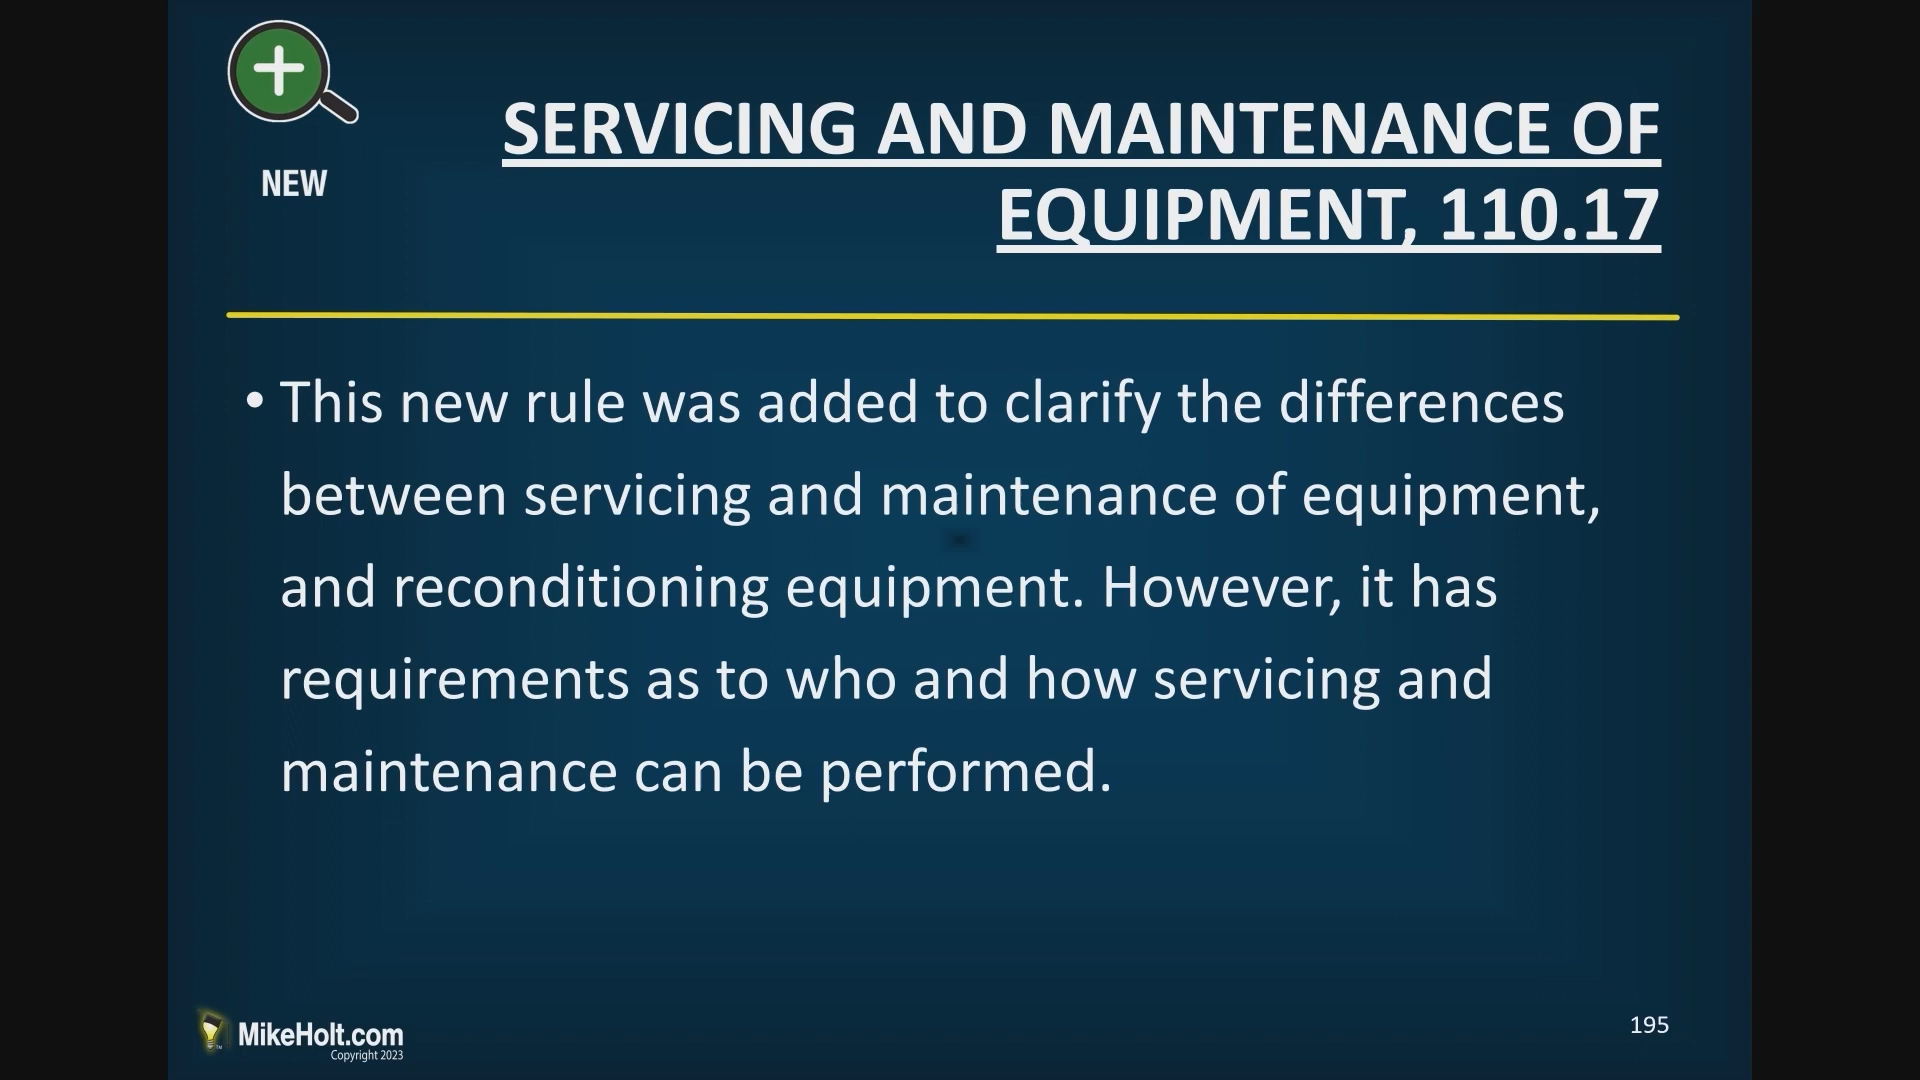 NEW
SERVICING AND MAINTENANCE OF
EQUIPMENT, 110.17
• This new rule was added to clarify the differences
between servicing and maintenance of equipment,
and reconditioning equipment. However, it has
requirements as to who and how servicing and
maintenance can be performed.
MikeHolt.com
Copyright 2023
195